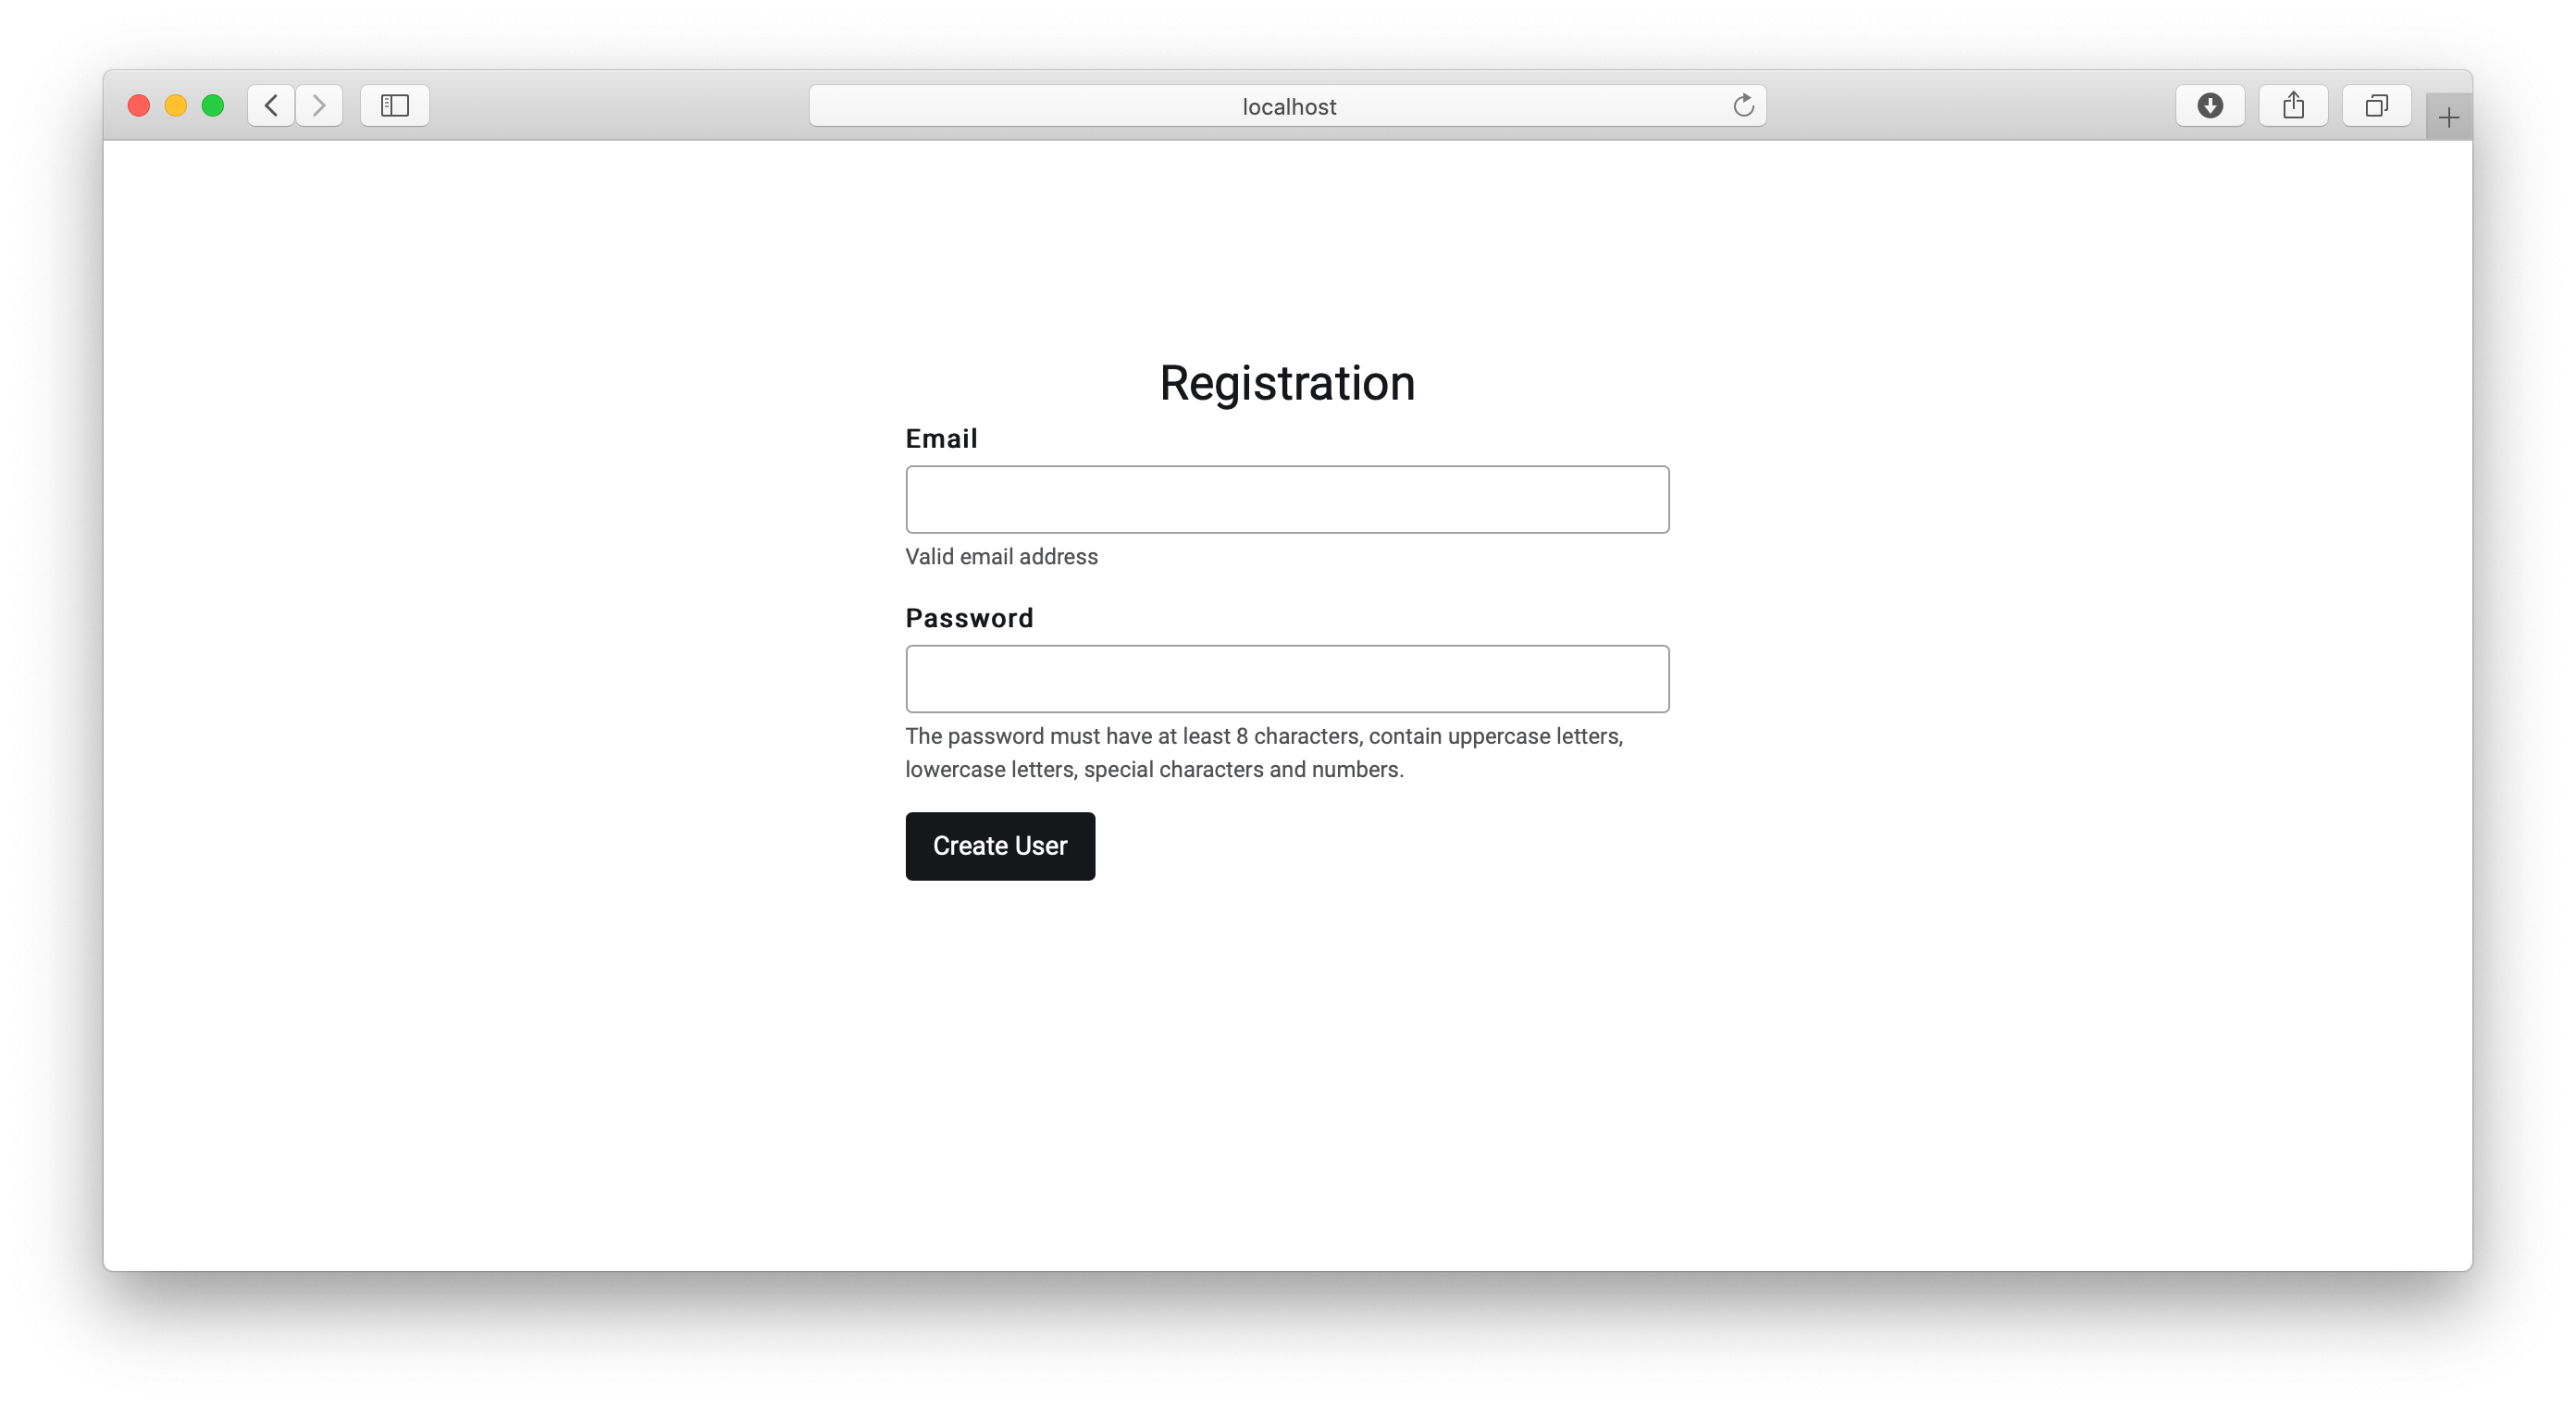 localhost
Registration
Email
Valid email address
Password
The password must have at least 8 characters, contain uppercase letters,
lowercase letters, special characters and numbers.
Create User